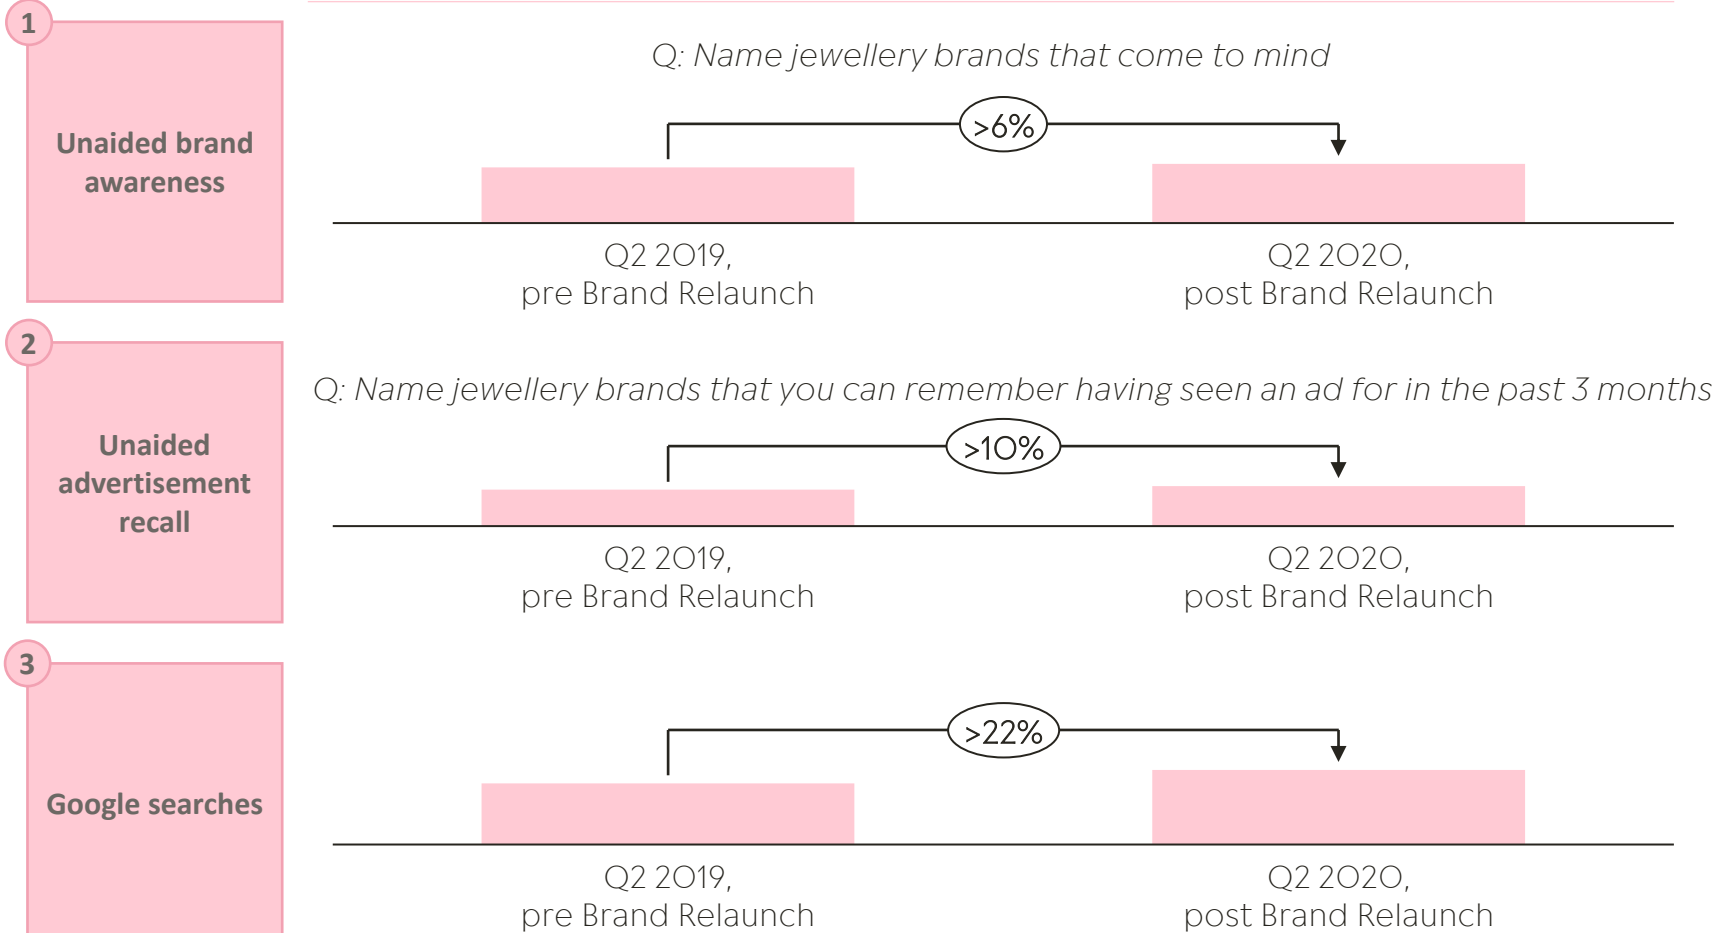 1
Unaided brand
awareness
Q: Name jewellery brands that come to mind
>6%
Q2 2019,
pre Brand Relaunch
Q2 2020,
post Brand Relaunch
2
Unaided
advertisement
recall
Q: Name jewellery brands that you can remember having seen an ad for in the past 3 months
>10%
Q2 2019,
pre Brand Relaunch
Q2 2020,
post Brand Relaunch
3
Google searches
>22%
Q2 2019,
pre Brand Relaunch
Q2 2020,
post Brand Relaunch